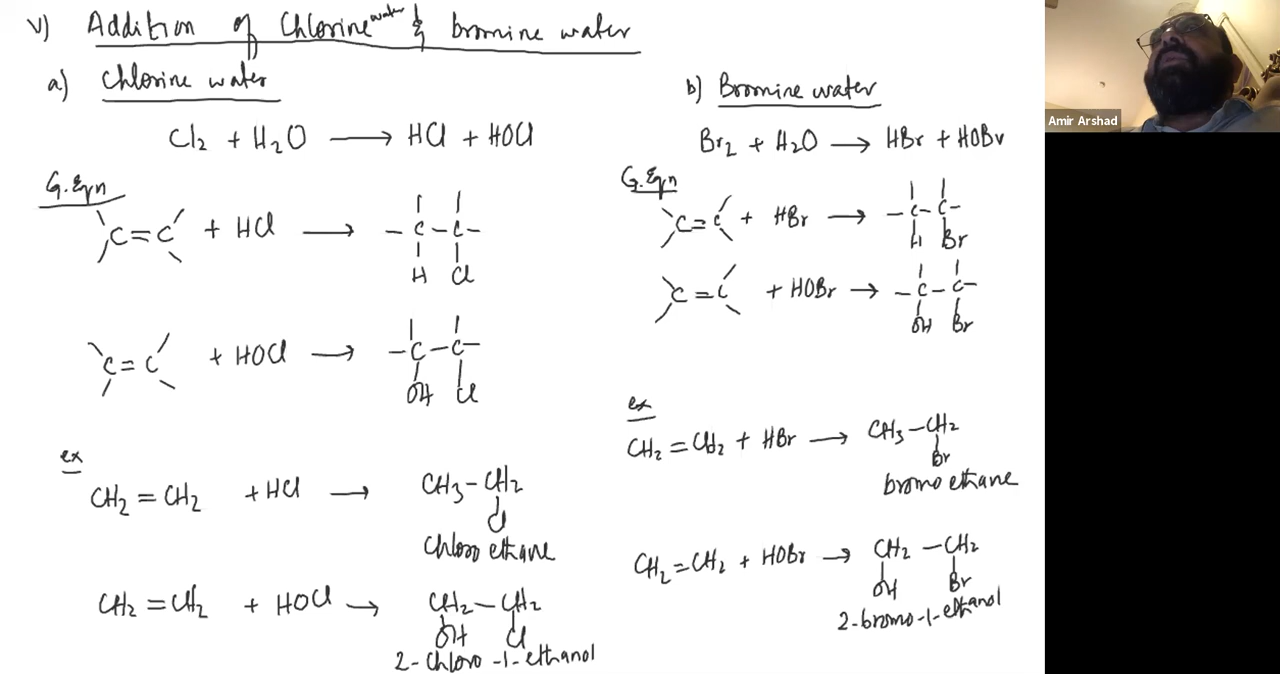 v) Addition of Chlorine water & bromine water
a) Chlorine water
Cl2 + H2O ⟶ HCl + HOCl
G.Eqn
C=C + HCl ⟶ -C-C-
H Cl
C=C + HOCl ⟶ -C-C-
OH Cl
ex
CH2=CH2 + HCl ⟶ CH3-CH2
Cl
Chloro ethane
CH2=CH2 + HOCl ⟶ CH2-CH2
OH Cl
2-Chloro-1-ethanol
b) Bromine water
Br2 + H2O ⟶ HBr + HOBr
G.Eqn
C=C + HBr ⟶ -C-C-
H Br
C=C + HOBr ⟶ -C-C-
OH Br
ex
CH2=CH2 + HBr ⟶ CH3-CH2
Br
bromo ethane
CH2=CH2 + HOBr ⟶ CH2-CH2
OH Br
2-bromo-1-ethanol
Amir Arshad